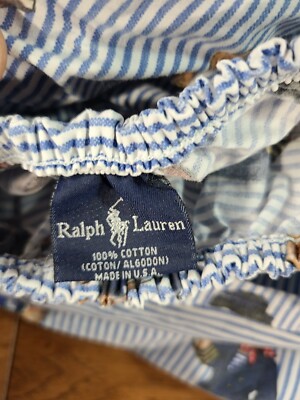 Ralph Lauren
100% COTTON
(COTON/ALGODON)
MADE IN U.S.A.